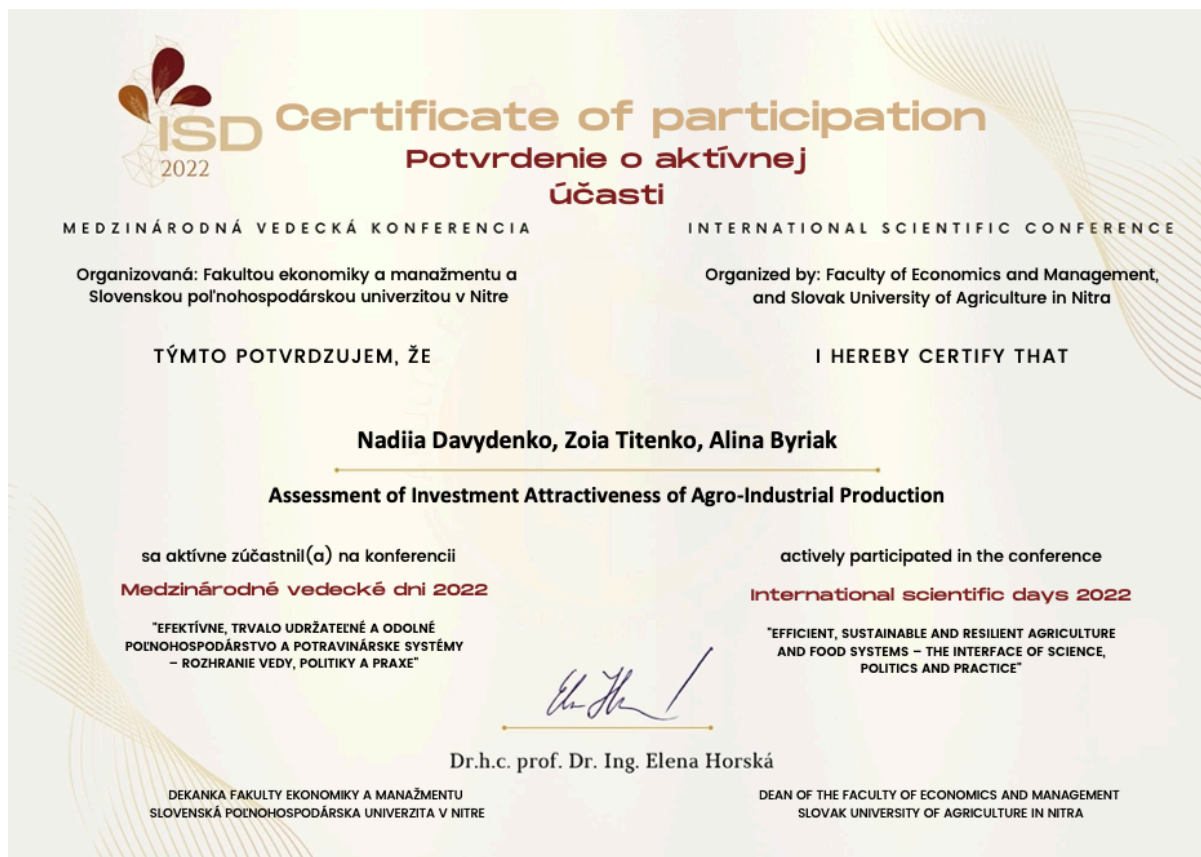 ISD
2022
Certificate of participation
Potvrdenie o aktívnej
účasti
MEDZINÁRODNÁ VEDECKÁ KONFERENCIA
Organizovaná: Fakultou ekonomiky a manažmentu a
Slovenskou poľnohospodárskou univerzitou v Nitre
TÝMTO POTVRDZUJEM, ŽE
INTERNATIONAL SCIENTIFIC CONFERENCE
Organized by: Faculty of Economics and Management,
and Slovak University of Agriculture in Nitra
I HEREBY CERTIFY THAT
Nadiia Davydenko, Zoia Titenko, Alina Byriak
Assessment of Investment Attractiveness of Agro-Industrial Production
sa aktívne zúčastnil(a) na konferencii
Medzinárodné vedecké dni 2022
"EFEKTÍVNE, TRVALO UDRŽATEĽNÉ A ODOLNÉ
POĽNOHOSPODÁRSTVO A POTRAVINÁRSKE SYSTÉMY
– ROZHRANIE VEDY, POLITIKY A PRAXE"
actively participated in the conference
International scientific days 2022
"EFFICIENT, SUSTAINABLE AND RESILIENT AGRICULTURE
AND FOOD SYSTEMS – THE INTERFACE OF SCIENCE,
POLITICS AND PRACTICE"
Dr.h.c. prof. Dr. Ing. Elena Horská
DEKANKA FAKULTY EKONOMIKY A MANAŽMENTU
SLOVENSKÁ POĽNOHOSPODÁRSKA UNIVERZITA V NITRE
DEAN OF THE FACULTY OF ECONOMICS AND MANAGEMENT
SLOVAK UNIVERSITY OF AGRICULTURE IN NITRA